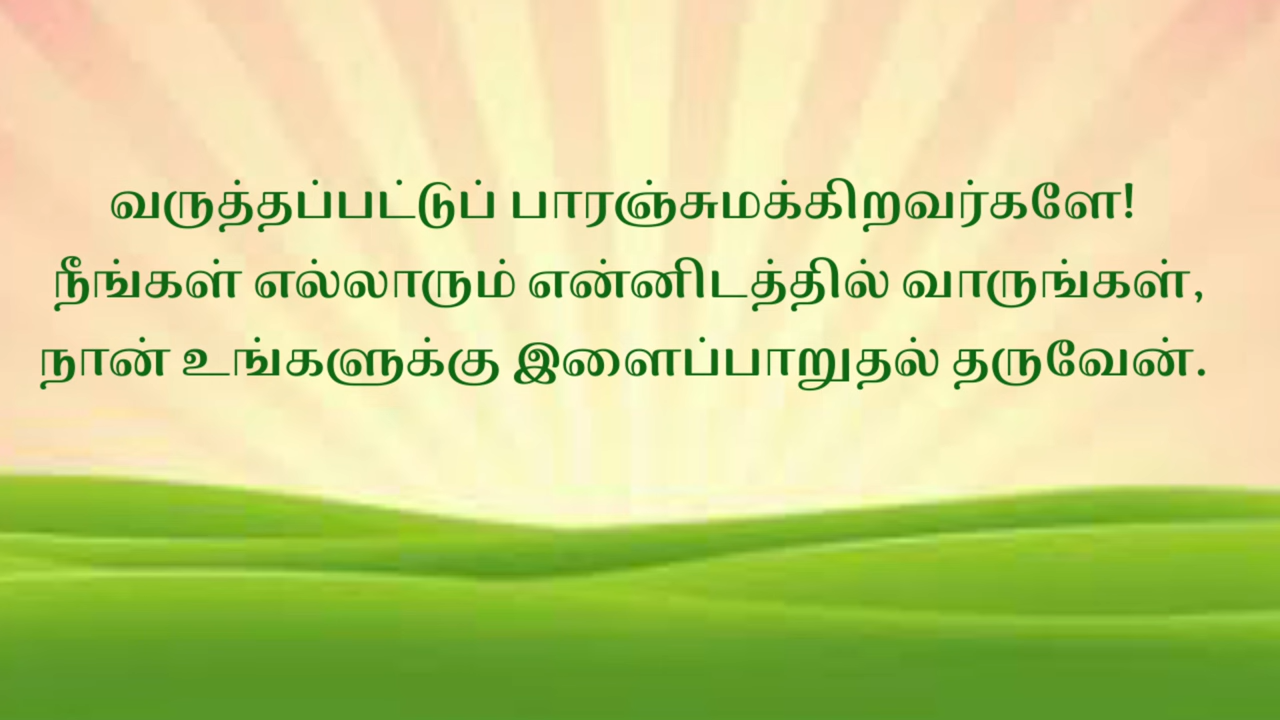 வருத்தப்பட்டுப் பாரஞ்சுமக்கிறவர்களே!
நீங்கள் எல்லாரும் என்னிடத்தில் வாருங்கள்,
நான் உங்களுக்கு இளைப்பாறுதல் தருவேன்.